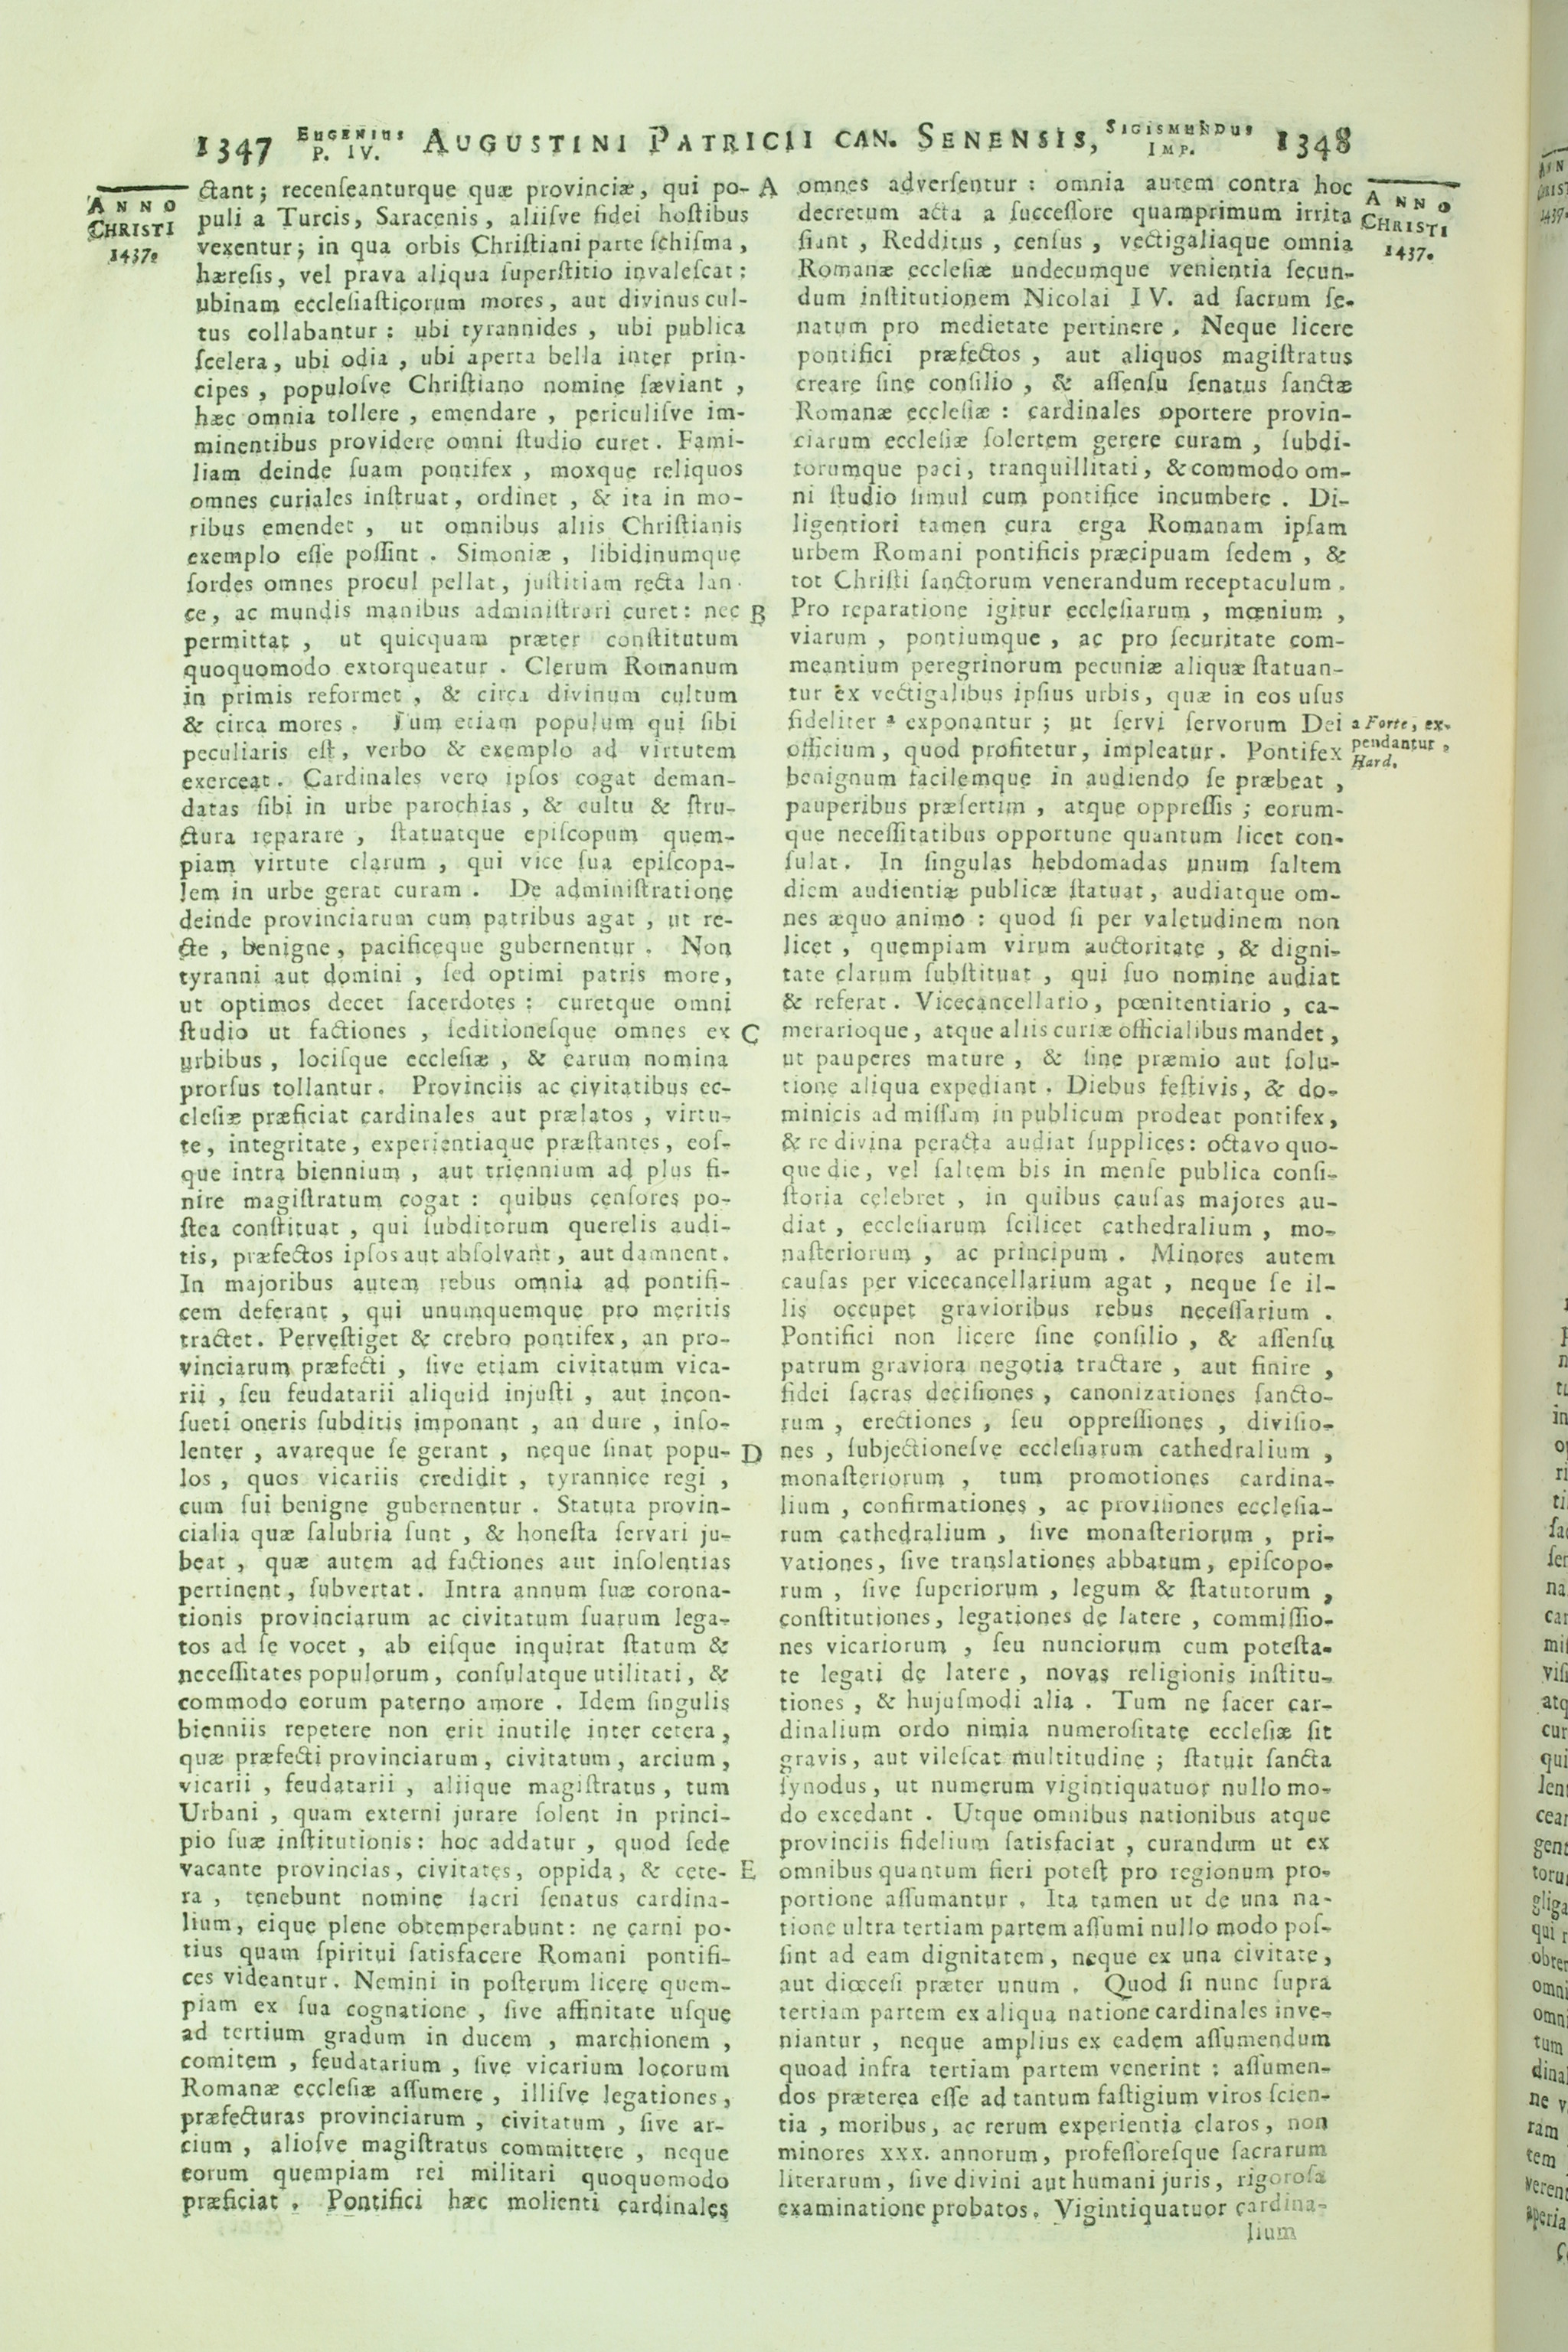 1347 EUGENIUS P. IV. AUGUSTINI PATRICII CAN. SENENSIS, SIGISMUNDUS IMP. 1348
ANNO
CHRISTI
1437.
ctant; recenſeanturque quæ provinciæ, qui po-
puli a Turcis, Saracenis, aliiſve fidei hoſtibus
vexentur; in qua orbis Chriſtiani parte ſchiſma,
hæreſis, vel prava aliqua ſuperſtitio invaleſcat:
ubinam eccleſiaſticorum mores, aut divinus cul-
tus collabantur: ubi tyrannides, ubi publica
ſcelera, ubi odia, ubi aperta bella inter prin-
cipes, populoſve Chriſtiano nomine ſæviant,
hæc omnia tollere, emendare, periculiſve im-
minentibus providere omni ſtudio curet. Fami-
liam deinde ſuam pontifex, moxque reliquos
omnes curiales inſtruat, ordinet, & ita in mo-
ribus emendet, ut omnibus aliis Chriſtianis
exemplo eſſe poſſint. Simoniæ, libidinumque
ſordes omnes procul pellat, juſtitiam recta lan-
ce, ac mundis manibus adminiſtrari curet: nec
permittat, ut quicquam præter conſtitutum
quoquomodo extorqueatur. Clerum Romanum
in primis reformet, & circa divinum cultum
& circa mores. Tum etiam populum qui ſibi
peculiaris eſt, verbo & exemplo ad virtutem
exerceat. Cardinales vero ipſos cogat deman-
datas ſibi in urbe parochias, & cultu & ſtru-
ctura reparare, ſtatuatque epiſcopum quem-
piam virtute clarum, qui vice ſua epiſcopa-
lem in urbe gerat curam. De adminiſtratione
deinde provinciarum cum patribus agat, ut re-
cte, benigne, pacificeque gubernentur. Non
tyranni aut domini, ſed optimi patris more,
ut optimos decet ſacerdotes: curetque omni
ſtudio ut factiones, ſeditioneſque omnes ex
urbibus, lociſque eccleſiæ, & earum nomina
prorſus tollantur. Provinciis ac civitatibus ec-
cleſiæ præficiat cardinales aut prælatos, virtu-
te, integritate, experientiaque præſtantes, eoſ-
que intra biennium, aut triennium ad plus fi-
nire magiſtratum cogat: quibus cenſores po-
ſtea conſtituat, qui ſubditorum querelis audi-
tis, præfectos ipſos aut abſolvant, aut damnent.
In majoribus autem rebus omnia ad pontifi-
cem deferant, qui unumquemque pro meritis
tractet. Perveſtiget & crebro pontifex, an pro-
vinciarum præfecti, ſive etiam civitatum vica-
rii, ſeu feudatarii aliquid injuſti, aut incon-
ſueti oneris ſubditis imponant, an dure, inſo-
lenter, avareque ſe gerant, neque ſinat popu-
los, quos vicariis credidit, tyrannice regi,
cum ſui benigne gubernentur. Statuta provin-
cialia quæ ſalubria ſunt, & honeſta ſervari ju-
beat, quæ autem ad factiones aut inſolentias
pertinent, ſubvertat. Intra annum ſuæ corona-
tionis provinciarum ac civitatum ſuarum lega-
tos ad ſe vocet, ab eiſque inquirat ſtatum &
neceſſitates populorum, conſulatque utilitati, &
commodo eorum paterno amore. Idem ſingulis
bienniis repetere non erit inutile inter cetera,
quæ præfecti provinciarum, civitatum, arcium,
vicarii, feudatarii, aliique magiſtratus, tum
Urbani, quam externi jurare ſolent in princi-
pio ſuæ inſtitutionis: hoc addatur, quod ſede
vacante provincias, civitates, oppida, & cete-
ra, tenebunt nomine ſacri ſenatus cardina-
lium, eique plene obtemperabunt: ne carni po-
tius quam ſpiritui ſatisfacere Romani pontifi-
ces videantur. Nemini in poſterum licere quem-
piam ex ſua cognatione, ſive affinitate uſque
ad tertium gradum in ducem, marchionem,
comitem, feudatarium, ſive vicarium locorum
Romanæ eccleſiæ aſſumere, illiſve legationes,
præfecturas provinciarum, civitatum, ſive ar-
cium, alioſve magiſtratus committere, neque
eorum quempiam rei militari quoquomodo
præficiat. Pontifici hæc molienti cardinales
A
B
C
D
E
omnes adverſentur: omnia autem contra hoc
decretum acta a ſucceſſore quamprimum irrita
fiant, Redditus, cenſus, vectigaliaque omnia
Romanæ eccleſiæ undecumque venientia ſecun-
dum inſtitutionem Nicolai IV. ad ſacrum ſe-
natum pro medietate pertinere. Neque licere
pontifici præfectos, aut aliquos magiſtratus
creare ſine conſilio, & aſſenſu ſenatus ſanctæ
Romanæ eccleſiæ: cardinales oportere provin-
ciarum eccleſiæ ſolertem gerere curam, ſubdi-
torumque paci, tranquillitati, & commodo om-
ni ſtudio ſimul cum pontifice incumbere. Di-
ligentiori tamen cura erga Romanam ipſam
urbem Romani pontificis præcipuam ſedem, &
tot Chriſti ſanctorum venerandum receptaculum.
Pro reparatione igitur eccleſiarum, mœnium,
viarum, pontiumque, ac pro ſecuritate com-
meantium peregrinorum pecuniæ aliquæ ſtatuan-
tur ex vectigalibus ipſius urbis, quæ in eos uſus
fideliter a exponantur; ut ſervi ſervorum Dei
officium, quod profitetur, impleatur. Pontifex
benignum facilemque in audiendo ſe præbeat,
pauperibus præſertim, atque oppreſſis; eorum-
que neceſſitatibus opportune quantum licet con-
ſulat. In ſingulas hebdomadas unum ſaltem
diem audientiæ publicæ ſtatuat, audiatque om-
nes æquo animo: quod ſi per valetudinem non
licet, quempiam virum auctoritate, & digni-
tate clarum ſubſtituat, qui ſuo nomine audiat
& referat. Vicecancellario, pœnitentiario, ca-
merarioque, atque aliis curiæ officialibus mandet,
ut pauperes mature, & ſine præmio aut ſolu-
tione aliqua expediant. Diebus feſtivis, & do-
minicis ad miſſam in publicum prodeat pontifex,
& re divina peracta audiat ſupplices: octavo quo-
que die, vel ſaltem bis in menſe publica conſi-
ſtoria celebret, in quibus cauſas majores au-
diat, eccleſiarum ſcilicet cathedralium, mo-
naſteriorum, ac principum. Minores autem
cauſas per vicecancellarium agat, neque ſe il-
lis occupet gravioribus rebus neceſſarium.
Pontifici non licere ſine conſilio, & aſſenſu
patrum graviora negotia tractare, aut finire,
fidei ſacras deciſiones, canonizationes ſancto-
rum, erectiones, ſeu oppreſſiones, diviſio-
nes, ſubjectioneſve eccleſiarum cathedralium,
monaſteriorum, tum promotiones cardina-
lium, confirmationes, ac proviſiones eccleſia-
rum cathedralium, ſive monaſteriorum, pri-
vationes, ſive translationes abbatum, epiſcopo-
rum, ſive ſuperiorum, legum & ſtatutorum,
conſtitutiones, legationes de latere, commiſſio-
nes vicariorum, ſeu nunciorum cum poteſta-
te legati de latere, novas religionis inſtitu-
tiones, & hujuſmodi alia. Tum ne ſacer car-
dinalium ordo nimia numeroſitate eccleſiæ ſit
gravis, aut vileſcat multitudine; ſtatuit ſancta
ſynodus, ut numerum vigintiquatuor nullo mo-
do excedant. Utque omnibus nationibus atque
provinciis fidelium ſatisfaciat, curandum ut ex
omnibus quantum fieri poteſt pro regionum pro-
portione aſſumantur. Ita tamen ut de una na-
tione ultra tertiam partem aſſumi nullo modo poſ-
ſint ad eam dignitatem, neque ex una civitate,
aut diœceſi præter unum. Quod ſi nunc ſupra
tertiam partem ex aliqua natione cardinales inve-
niantur, neque amplius ex eadem aſſumendum
quoad infra tertiam partem venerint: aſſumen-
dos præterea eſſe ad tantum faſtigium viros ſcien-
tia, moribus, ac rerum experientia claros, non
minores xxx. annorum, profeſſoreſque ſacrarum
literarum, ſive divini aut humani juris, rigoroſa
examinatione probatos. Vigintiquatuor cardina-
lium
ANNO
CHRISTI
1437.
a Forte, ex-
pendantur,
Hard.